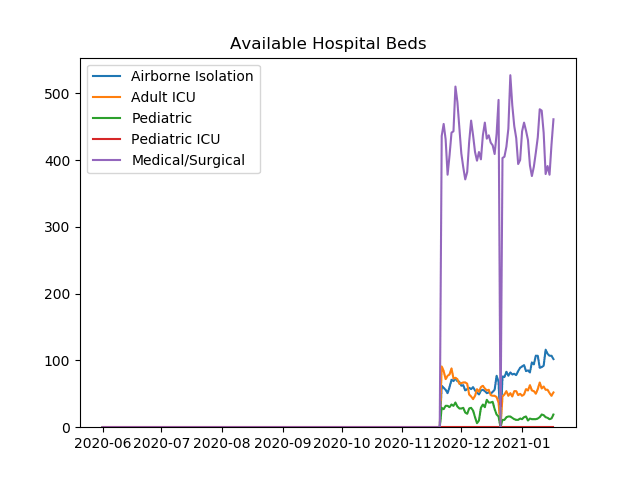 Available Hospital Beds
Airborne Isolation
Adult ICU
Pediatric
Pediatric ICU
Medical/Surgical
500
400
300
200
100
0
2020-06 2020-07 2020-08 2020-09 2020-10 2020-11 2020-12 2021-01